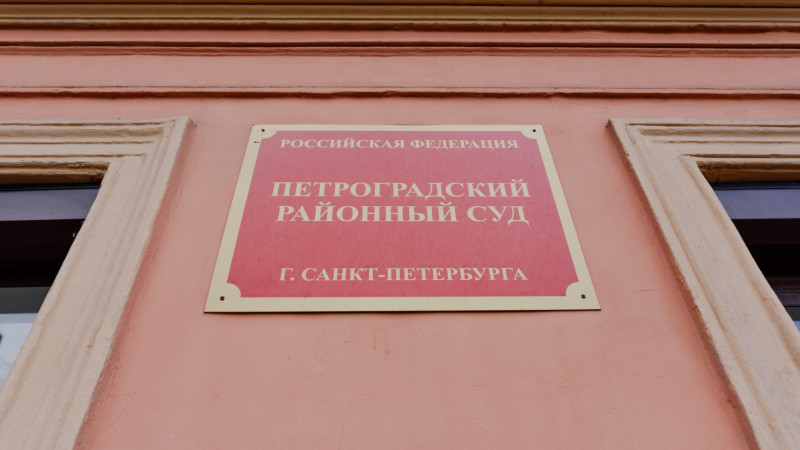 РОССИЙСКАЯ ФЕДЕРАЦИЯ
ПЕТРОГРАДСКИЙ
РАЙОННЫЙ СУД
Г. САНКТ-ПЕТЕРБУРГА